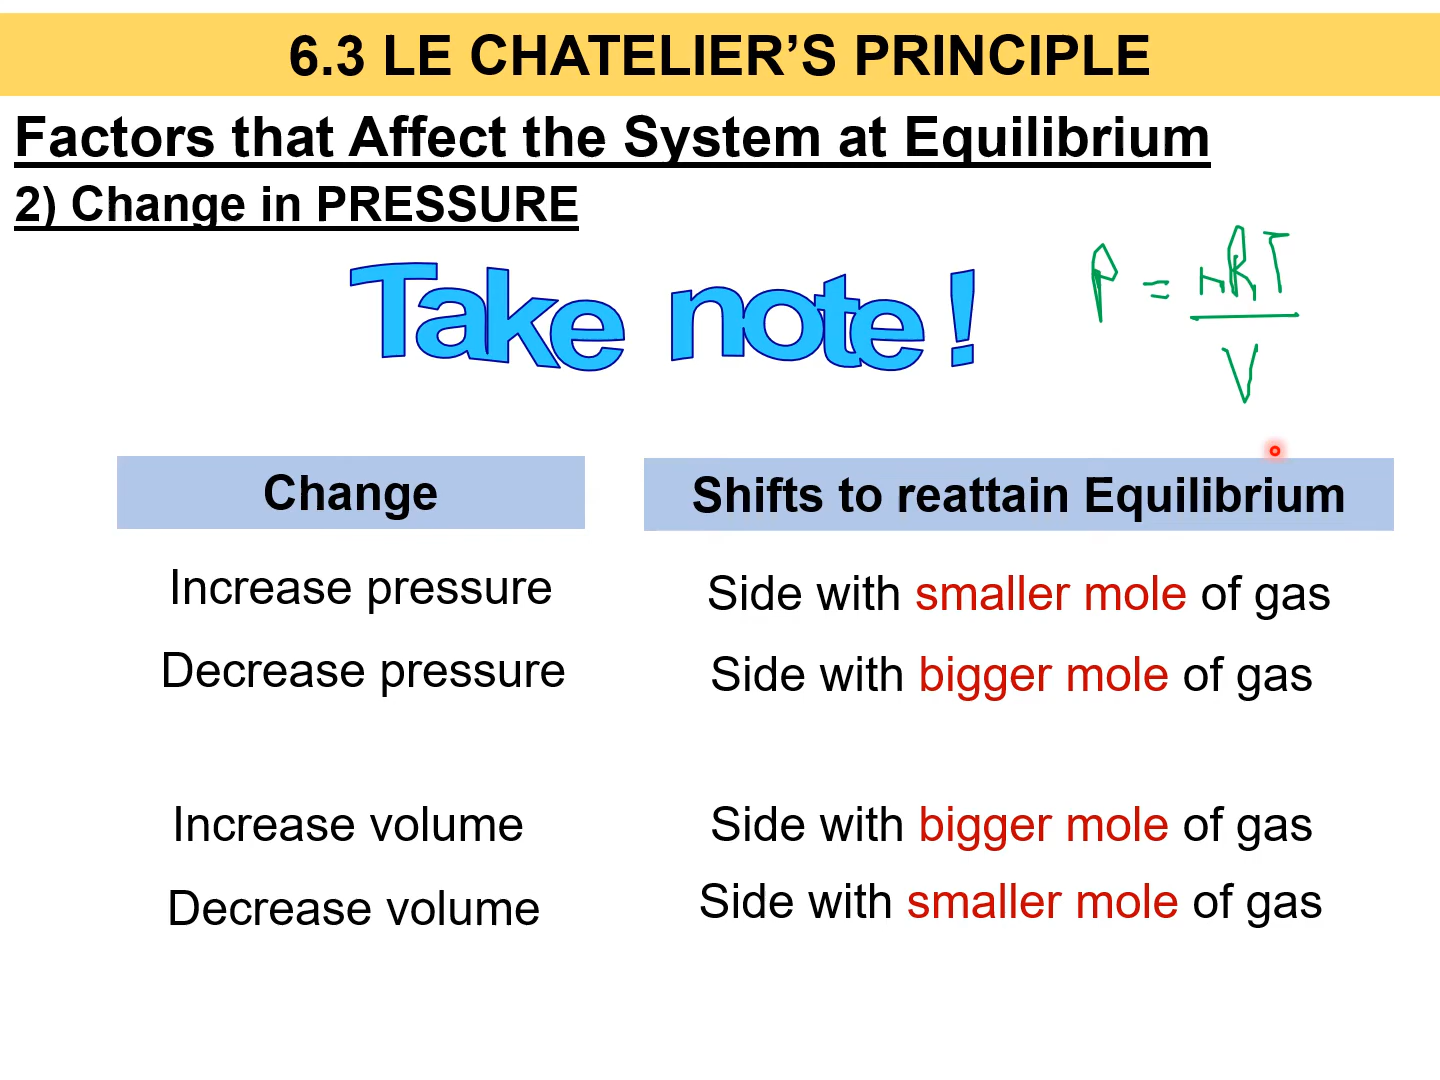 6.3 LE CHATELIER’S PRINCIPLE
Factors that Affect the System at Equilibrium
2) Change in PRESSURE
Take note!
P = nRT
V
Change
Shifts to reattain Equilibrium
Increase pressure
Side with smaller mole of gas
Decrease pressure
Side with bigger mole of gas
Increase volume
Side with bigger mole of gas
Decrease volume
Side with smaller mole of gas